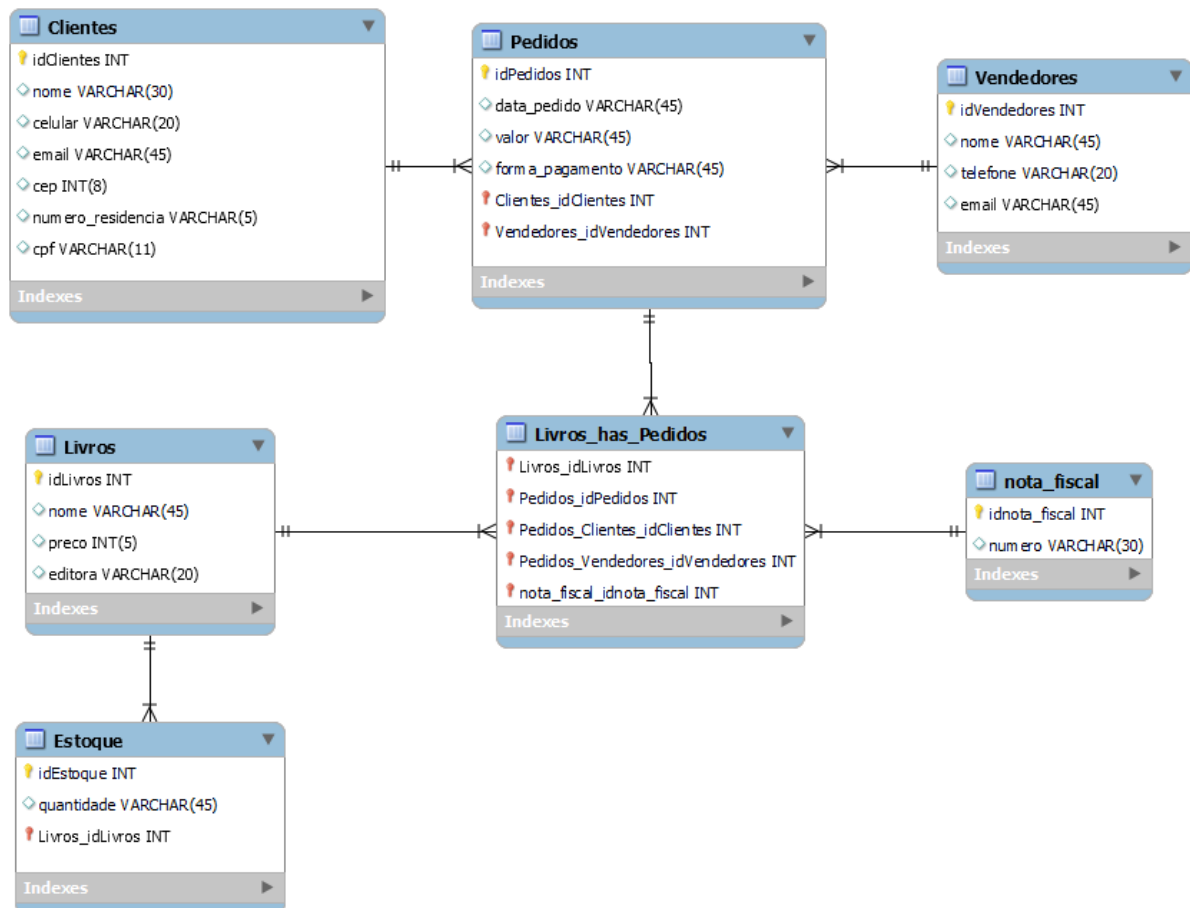 Clientes
idClientes INT
nome VARCHAR(30)
celular VARCHAR(20)
email VARCHAR(45)
cep INT(8)
numero_residencia VARCHAR(5)
cpf VARCHAR(11)
Indexes
Pedidos
idPedidos INT
data_pedido VARCHAR(45)
valor VARCHAR(45)
forma_pagamento VARCHAR(45)
Clientes_idClientes INT
Vendedores_idVendedores INT
Indexes
Vendedores
idVendedores INT
nome VARCHAR(45)
telefone VARCHAR(20)
email VARCHAR(45)
Indexes
Livros
idLivros INT
nome VARCHAR(45)
preco INT(5)
editora VARCHAR(20)
Indexes
Livros_has_Pedidos
Livros_idLivros INT
Pedidos_idPedidos INT
Pedidos_Clientes_idClientes INT
Pedidos_Vendedores_idVendedores INT
nota_fiscal_idnota_fiscal INT
Indexes
nota_fiscal
idnota_fiscal INT
numero VARCHAR(30)
Indexes
Estoque
idEstoque INT
quantidade VARCHAR(45)
Livros_idLivros INT
Indexes